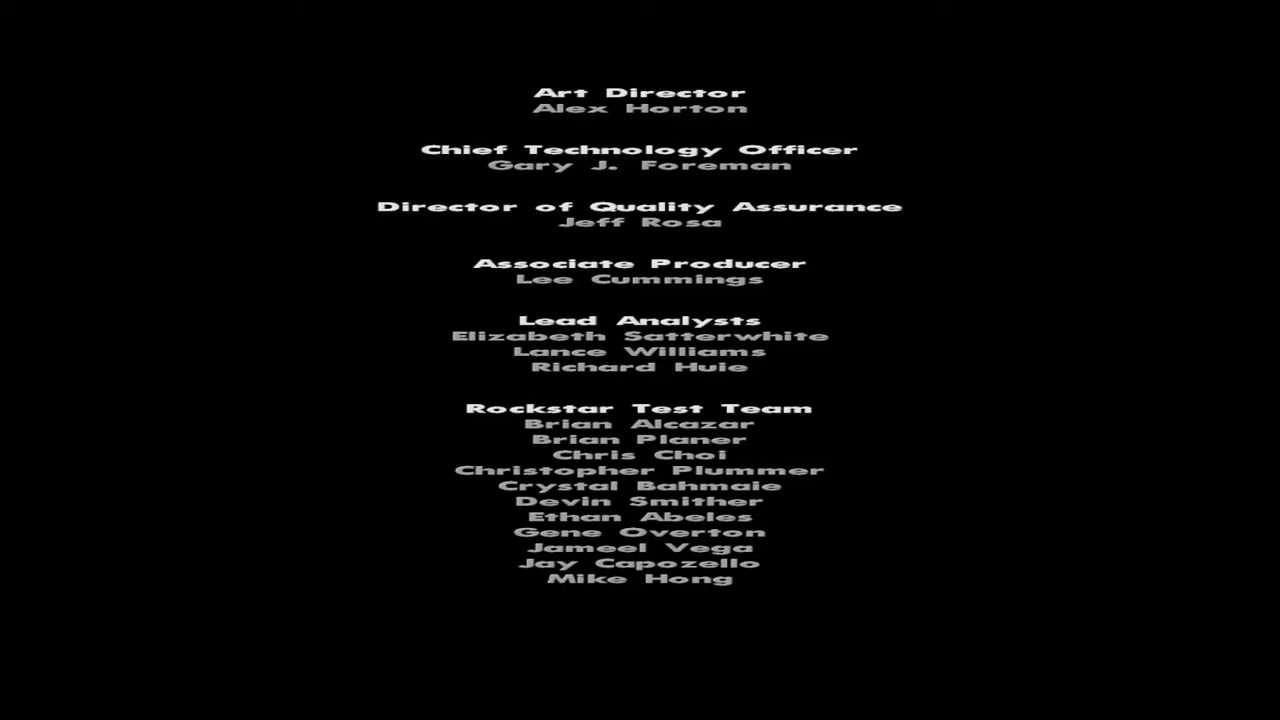 Art Director
Alex Horton
Chief Technology Officer
Gary J. Foreman
Director of Quality Assurance
Jeff Rosa
Associate Producer
Lee Cummings
Lead Analysts
Elizabeth Satterwhite
Lance Williams
Richard Huie
Rockstar Test Team
Brian Alcazar
Brian Planer
Chris Choi
Christopher Plummer
Crystal Bahmaie
Devin Smither
Ethan Abeles
Gene Overton
Jameel Vega
Jay Capozello
Mike Hong